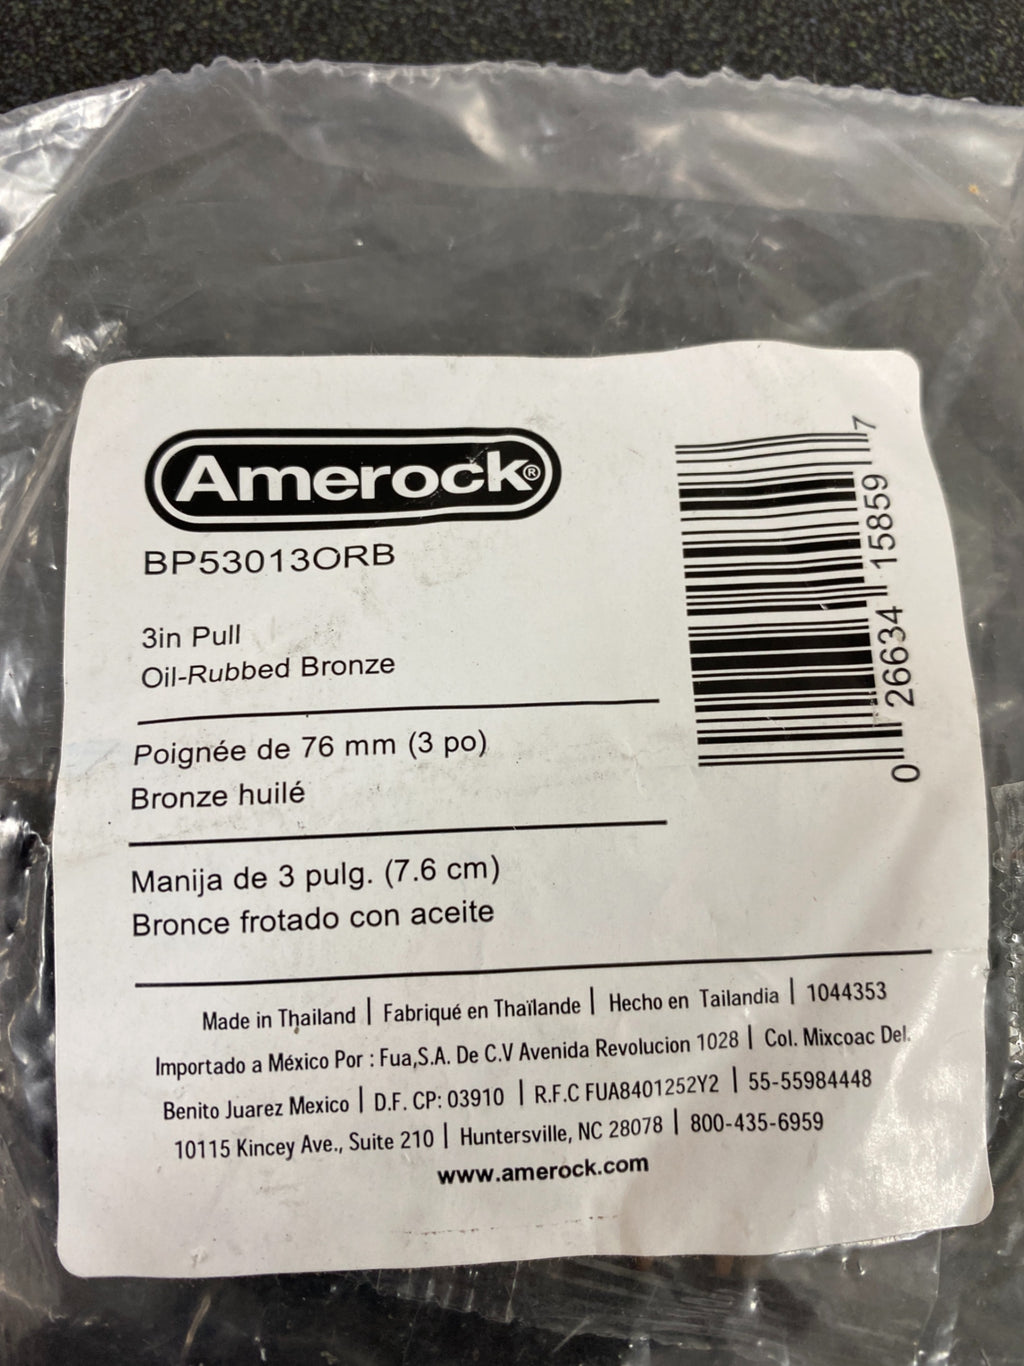 Amerock®
BP53013ORB
3in Pull
Oil-Rubbed Bronze
Poignée de 76 mm (3 po)
Bronze huilé
Manija de 3 pulg. (7.6 cm)
Bronce frotado con aceite
0 26634 15859 7
Made in Thailand | Fabriqué en Thaïlande | Hecho en Tailandia | 1044353
Importado a México Por : Fua,S.A. De C.V Avenida Revolucion 1028 | Col. Mixcoac Del.
Benito Juarez Mexico | D.F. CP: 03910 | R.F.C FUA8401252Y2 | 55-55984448
10115 Kincey Ave., Suite 210 | Huntersville, NC 28078 | 800-435-6959
www.amerock.com